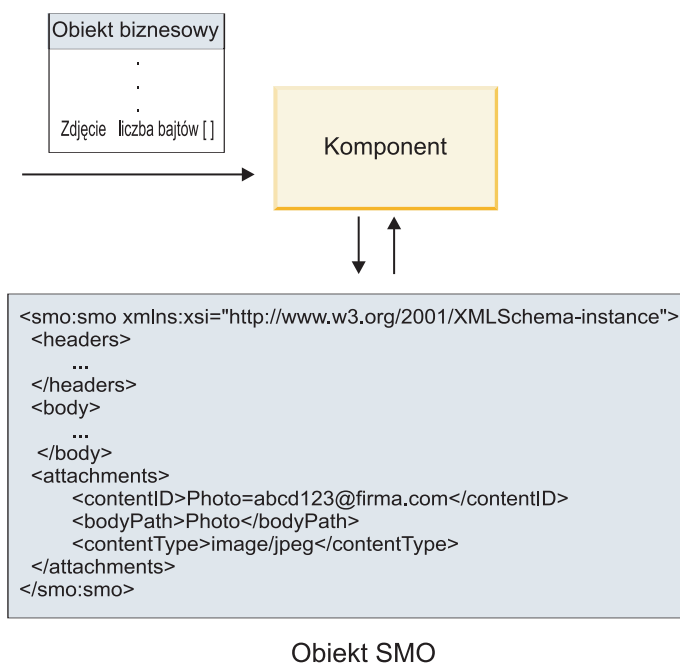 Obiekt biznesowy
.
.
.
Zdjęcie liczba bajtów [ ]
Komponent
<smo:smo xmlns:xsi="http://www.w3.org/2001/XMLSchema-instance">
<headers>
...
</headers>
<body>
...
</body>
<attachments>
<contentID>Photo=abcd123@firma.com</contentID>
<bodyPath>Photo</bodyPath>
<contentType>image/jpeg</contentType>
</attachments>
</smo:smo>
Obiekt SMO